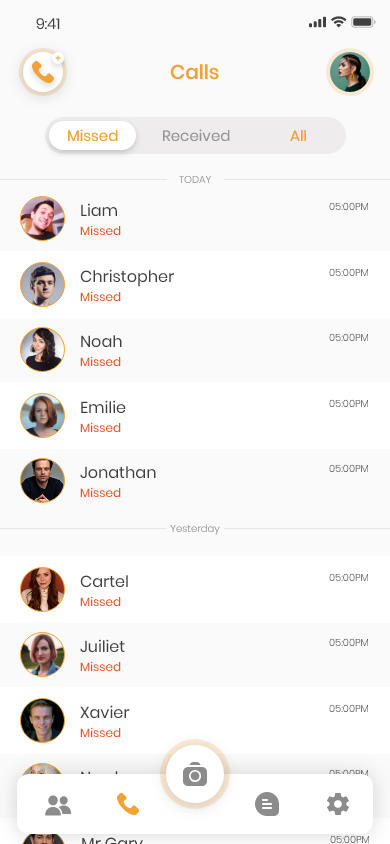 9:41
Calls
Missed Received All
TODAY
Liam 05:00PM
Missed
Christopher 05:00PM
Missed
Noah 05:00PM
Missed
Emilie 05:00PM
Missed
Jonathan 05:00PM
Missed
Yesterday
Cartel 05:00PM
Missed
Juiliet 05:00PM
Missed
Xavier 05:00PM
Missed
05:00PM
Mr Gary 05:00PM